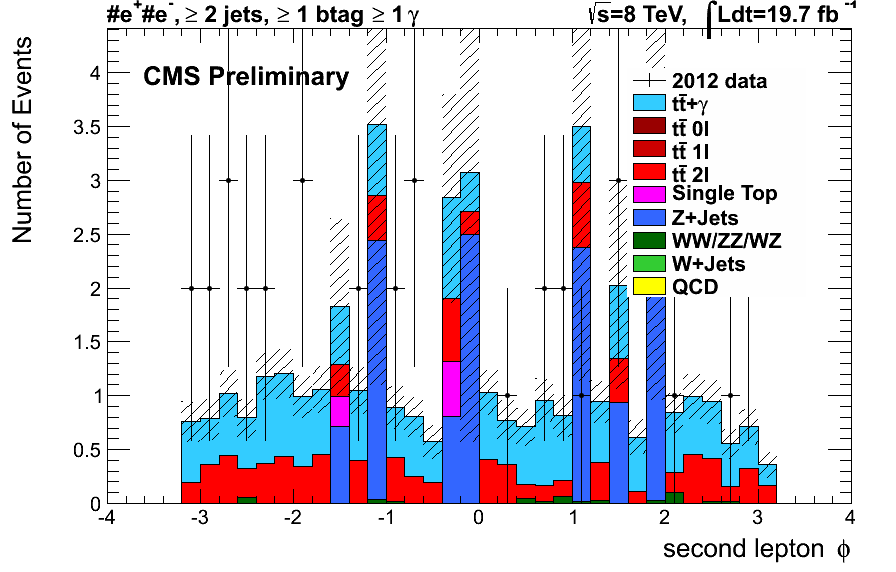 #e+#e-, ≥ 2 jets, ≥ 1 btag ≥ 1 γ
√s=8 TeV, ∫Ldt=19.7 fb-1
Number of Events
CMS Preliminary
2012 data
tt̄+γ
tt̄ 0l
tt̄ 1l
tt̄ 2l
Single Top
Z+Jets
WW/ZZ/WZ
W+Jets
QCD
4
3.5
3
2.5
2
1.5
1
0.5
0
-4 -3 -2 -1 0 1 2 3 4
second lepton ϕ